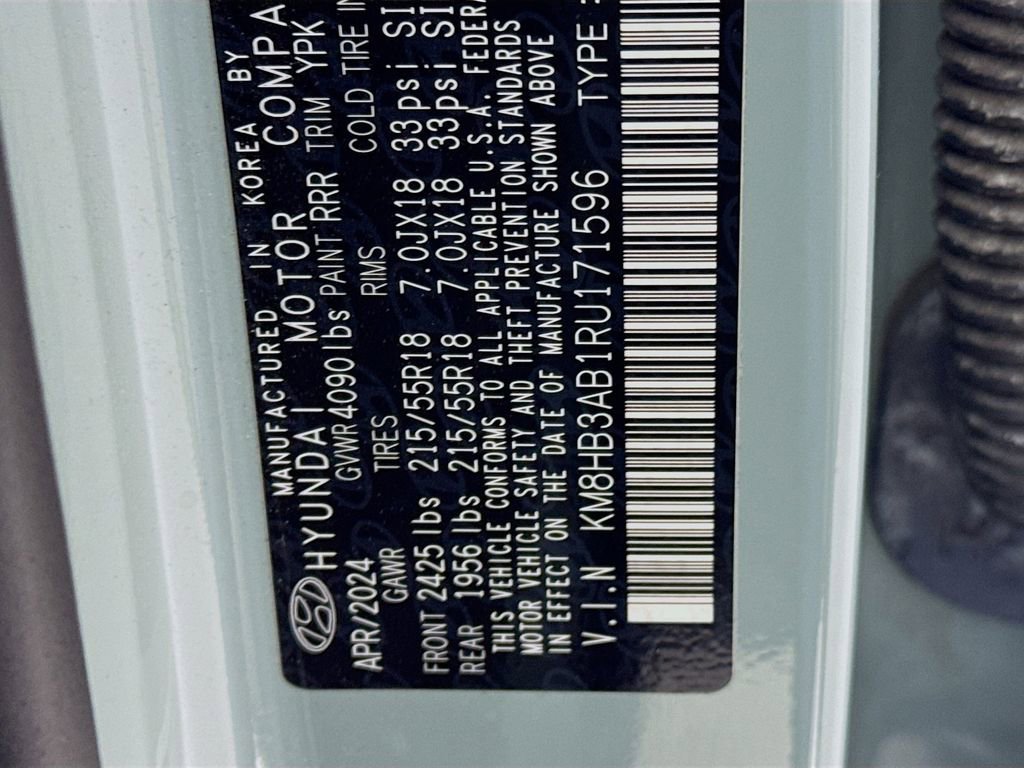 MANUFACTURED IN KOREA BY
HYUNDAI MOTOR COMPA
APR/2024 GVWR 4090 lbs PAINT RRR TRIM YPK
GAWR TIRES RIMS COLD TIRE IN
FRONT 2425 lbs 215/55R18 7.0JX18 33psi SI
REAR 1956 lbs 215/55R18 7.0JX18 33psi SI
THIS VEHICLE CONFORMS TO ALL APPLICABLE U.S.A. FEDERA
MOTOR VEHICLE SAFETY AND THEFT PREVENTION STANDARDS
IN EFFECT ON THE DATE OF MANUFACTURE SHOWN ABOVE
V.I.N KM8HB3AB1RU171596 TYPE :